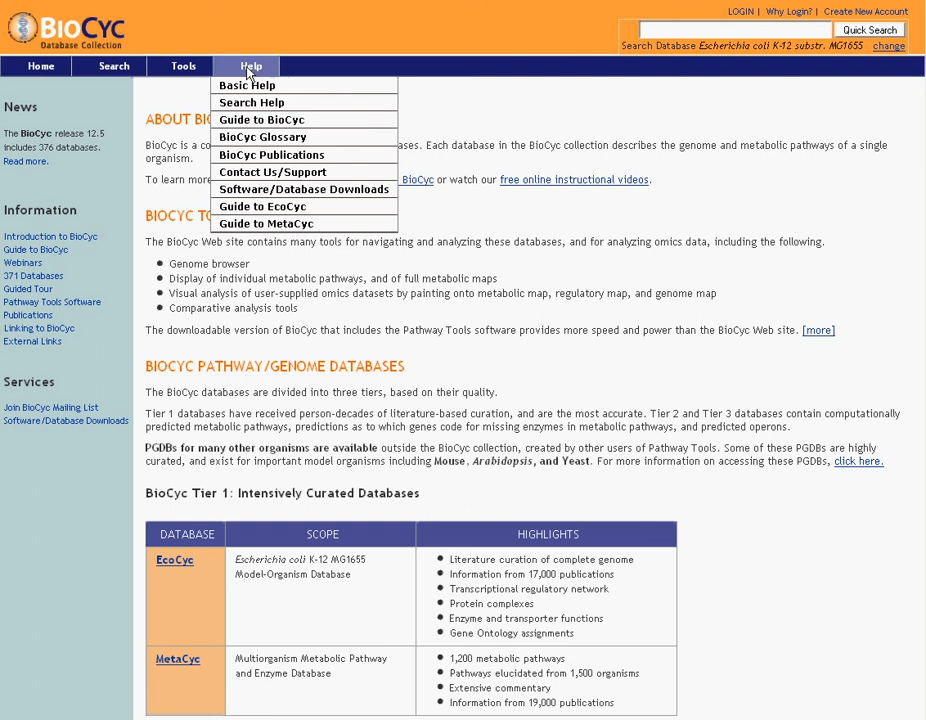 BioCyc
Database Collection
LOGIN | Why Login? | Create New Account
Quick Search
Search Database Escherichia coli K-12 substr. MG1655 change
Home Search Tools Help
Basic Help
Search Help
Guide to BioCyc
BioCyc Glossary
BioCyc Publications
Contact Us/Support
Software/Database Downloads
Guide to EcoCyc
Guide to MetaCyc
News
The BioCyc release 12.5
includes 376 databases.
Read more.
Information
Introduction to BioCyc
Guide to BioCyc
Webinars
371 Databases
Guided Tour
Pathway Tools Software
Publications
Linking to BioCyc
External Links
Services
Join BioCyc Mailing List
Software/Database Downloads
ABOUT
BioCyc is a
Each database in the BioCyc collection describes the genome and metabolic pathways of a single
organism.
To learn BioCyc or watch our free online instructional videos.
BIOCYC
The BioCyc Web site contains many tools for navigating and analyzing these databases, and for analyzing omics data, including the following.
Genome browser
Display of individual metabolic pathways, and of full metabolic maps
Visual analysis of user-supplied omics datasets by painting onto metabolic map, regulatory map, and genome map
Comparative analysis tools
The downloadable version of BioCyc that includes the Pathway Tools software provides more speed and power than the BioCyc Web site. [more]
BIOCYC PATHWAY/GENOME DATABASES
The BioCyc databases are divided into three tiers, based on their quality.
Tier 1 databases have received person-decades of literature-based curation, and are the most accurate. Tier 2 and Tier 3 databases contain computationally
predicted metabolic pathways, predictions as to which genes code for missing enzymes in metabolic pathways, and predicted operons.
PGDBs for many other organisms are available outside the BioCyc collection, created by other users of Pathway Tools. Some of these PGDBs are highly
curated, and exist for important model organisms including Mouse, Arabidopsis, and Yeast. For more information on accessing these PGDBs, click here.
BioCyc Tier 1: Intensively Curated Databases
DATABASE SCOPE HIGHLIGHTS
EcoCyc
Escherichia coli K-12 MG1655
Model-Organism Database
Literature curation of complete genome
Information from 17,000 publications
Transcriptional regulatory network
Protein complexes
Enzyme and transporter functions
Gene Ontology assignments
MetaCyc
Multiorganism Metabolic Pathway
and Enzyme Database
1,200 metabolic pathways
Pathways elucidated from 1,500 organisms
Extensive commentary
Information from 19,000 publications